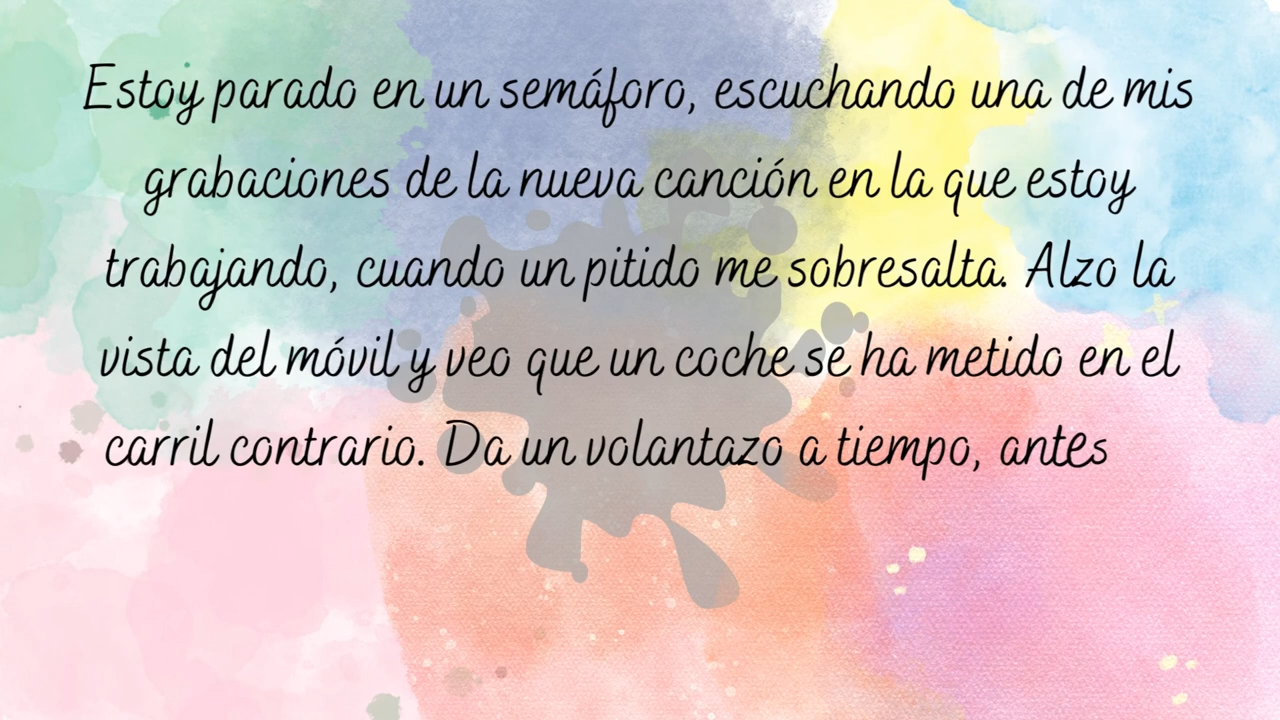 Estoy parado en un semáforo, escuchando una de mis
grabaciones de la nueva canción en la que estoy
trabajando, cuando un pitido me sobresalta. Alzo la
vista del móvil y veo que un coche se ha metido en el
carril contrario. Da un volantazo a tiempo, antes